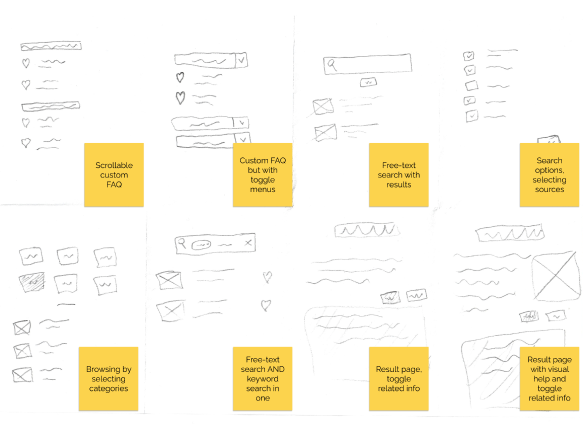 Scrollable
custom
FAQ
Custom FAQ
but with
toggle
menus
Free-text
search with
results
Search
options,
selecting
sources
Browsing by
selecting
categories
Free-text
search AND
keyword
search in
one
Result page,
toggle
related info
Result page
with visual
help and
toggle
related info